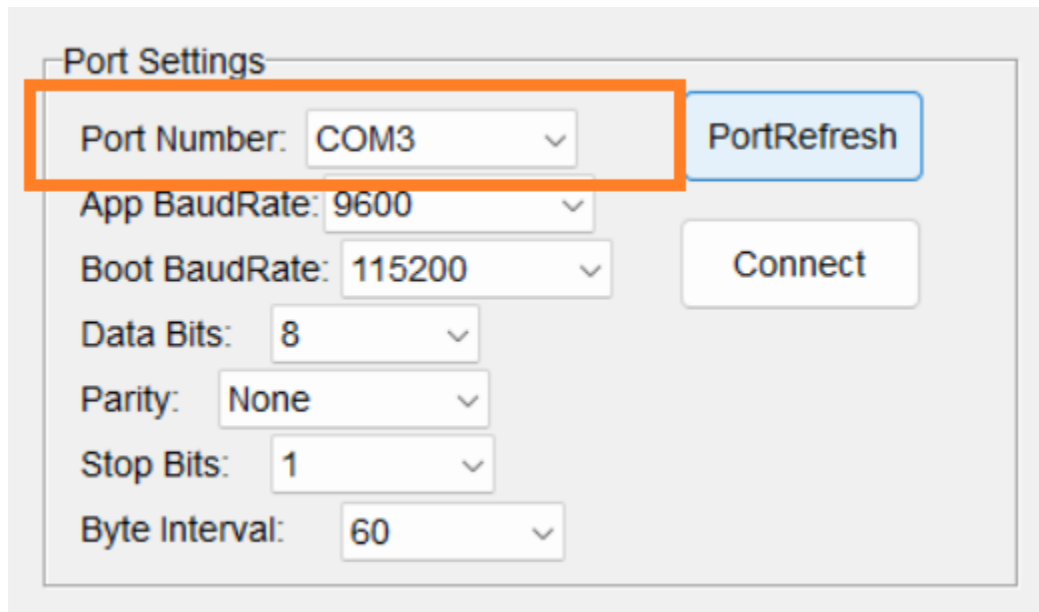 Port Settings
Port Number: COM3
PortRefresh
App BaudRate: 9600
Boot BaudRate: 115200
Connect
Data Bits: 8
Parity: None
Stop Bits: 1
Byte Interval: 60